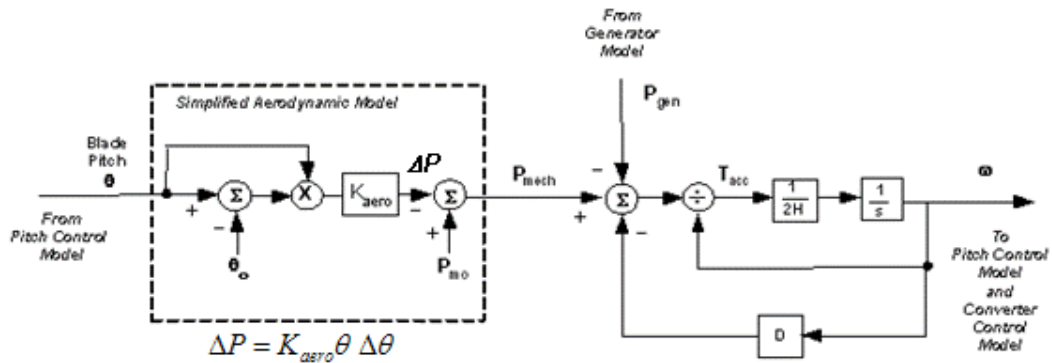 From
Generator
Model
P gen
Simplified Aerodynamic Model
Blade
Pitch
θ
+
Σ
−
θ o
X
K aero
ΔP
−
Σ
+
P mo
P mech
−
+
Σ
−
÷
T acc
1
2H
1
s
ω
D
From
Pitch Control
Model
To
Pitch Control
Model
and
Converter
Control
Model
ΔP = K aero θ Δθ